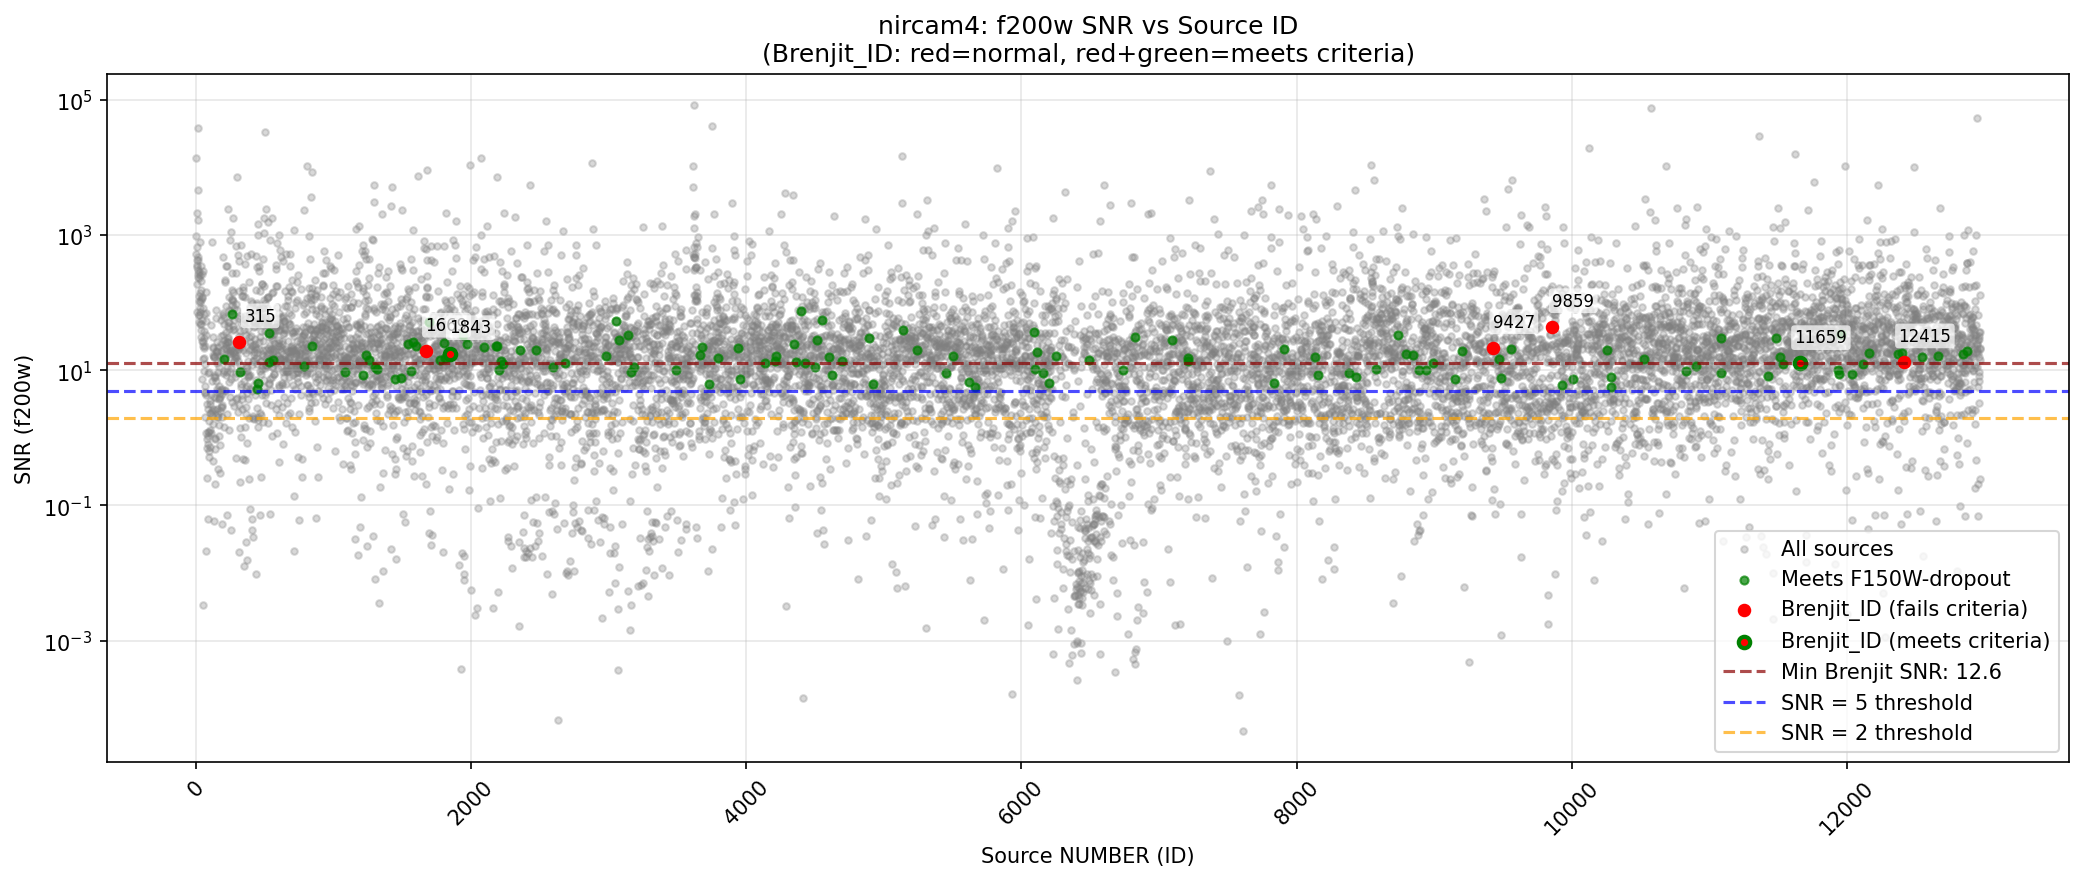 nircam4: f200w SNR vs Source ID
(Brenjit_ID: red=normal, red+green=meets criteria)
SNR (f200w)
10^5
10^3
10^1
10^-1
10^-3
315
1843
9427
9859
11659
12415
All sources
Meets F150W-dropout
Brenjit_ID (fails criteria)
Brenjit_ID (meets criteria)
Min Brenjit SNR: 12.6
SNR = 5 threshold
SNR = 2 threshold
0
2000
4000
6000
8000
10000
12000
Source NUMBER (ID)